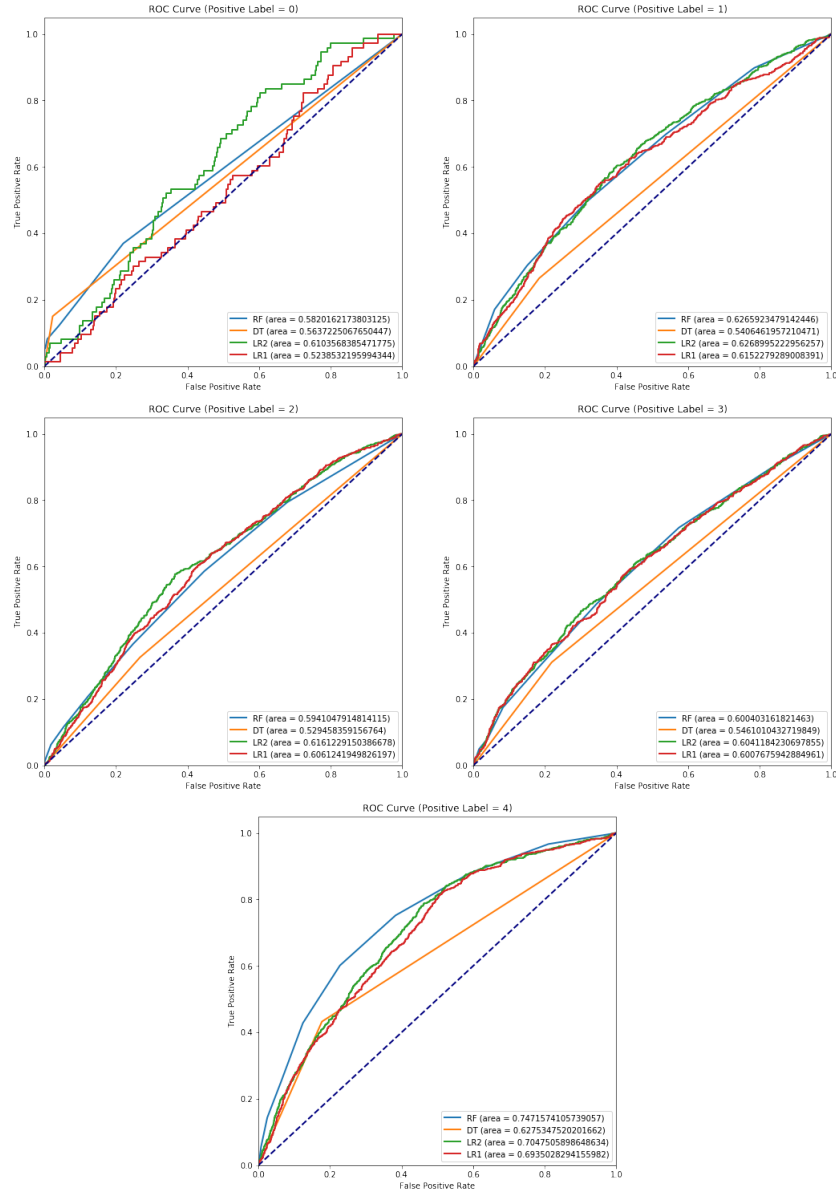 ROC Curve (Positive Label = 0)
1.0
0.8
0.6
0.4
0.2
0.0
True Positive Rate
RF (area = 0.5820162173803125)
DT (area = 0.5637225067650447)
LR2 (area = 0.6103568385471775)
LR1 (area = 0.5238532195994344)
0.0 0.2 0.4 0.6 0.8 1.0
False Positive Rate
ROC Curve (Positive Label = 1)
1.0
0.8
0.6
0.4
0.2
0.0
True Positive Rate
RF (area = 0.6265923479142446)
DT (area = 0.5406461957210471)
LR2 (area = 0.6268995222956257)
LR1 (area = 0.6152279289008391)
0.0 0.2 0.4 0.6 0.8 1.0
False Positive Rate
ROC Curve (Positive Label = 2)
1.0
0.8
0.6
0.4
0.2
0.0
True Positive Rate
RF (area = 0.5941047914814115)
DT (area = 0.529458359156764)
LR2 (area = 0.6161229150386678)
LR1 (area = 0.6061241949826197)
0.0 0.2 0.4 0.6 0.8 1.0
False Positive Rate
ROC Curve (Positive Label = 3)
1.0
0.8
0.6
0.4
0.2
0.0
True Positive Rate
RF (area = 0.600403161821463)
DT (area = 0.5461010432719849)
LR2 (area = 0.6041184230697855)
LR1 (area = 0.6007675942884961)
0.0 0.2 0.4 0.6 0.8 1.0
False Positive Rate
ROC Curve (Positive Label = 4)
1.0
0.8
0.6
0.4
0.2
0.0
True Positive Rate
RF (area = 0.7471574105739057)
DT (area = 0.6275347520201662)
LR2 (area = 0.7047505898648634)
LR1 (area = 0.6935028294155982)
0.0 0.2 0.4 0.6 0.8 1.0
False Positive Rate